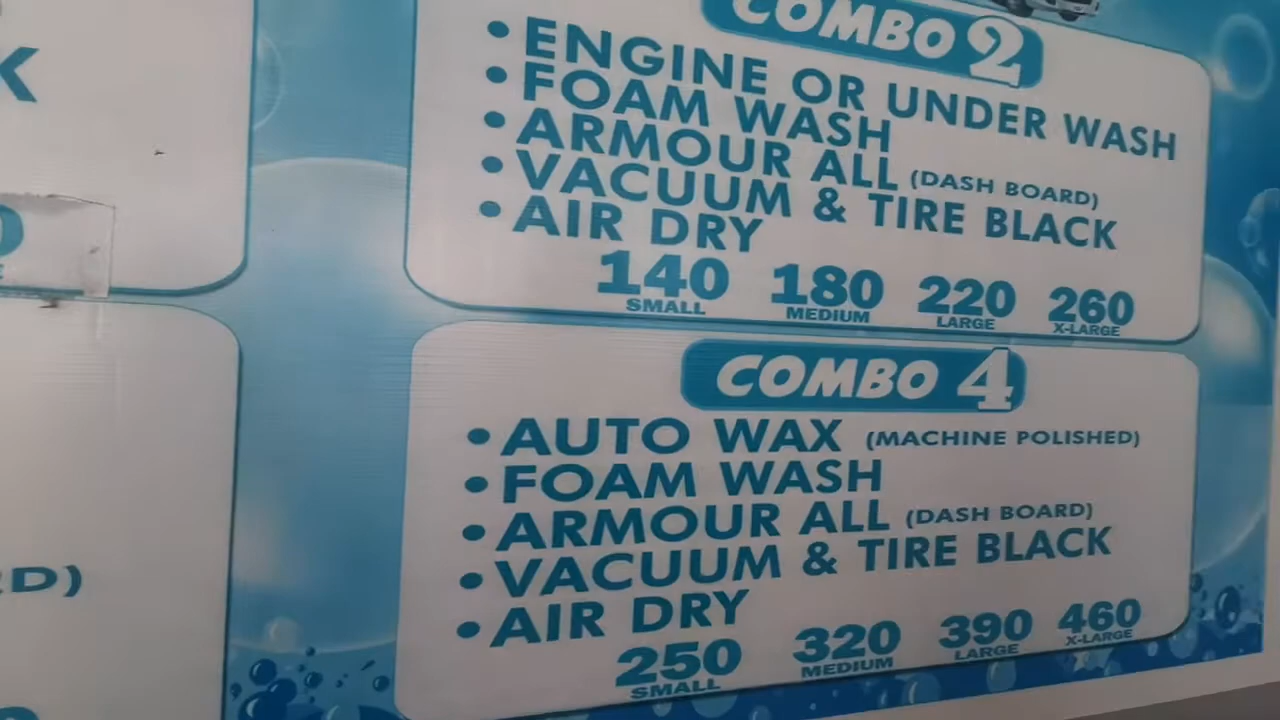 COMBO 2
• ENGINE OR UNDER WASH
• FOAM WASH
• ARMOUR ALL (DASH BOARD)
• VACUUM & TIRE BLACK
• AIR DRY
140 180 220 260
SMALL MEDIUM LARGE X-LARGE
COMBO 4
• AUTO WAX (MACHINE POLISHED)
• FOAM WASH
• ARMOUR ALL (DASH BOARD)
• VACUUM & TIRE BLACK
• AIR DRY
250 320 390 460
SMALL MEDIUM LARGE X-LARGE